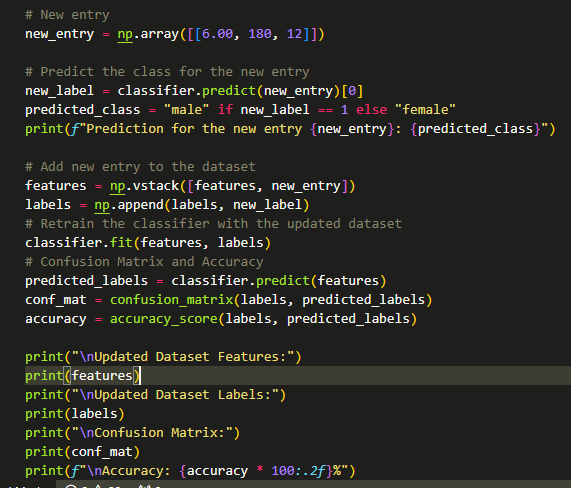 # New entry
new_entry = np.array([[6.00, 180, 12]])
# Predict the class for the new entry
new_label = classifier.predict(new_entry)[0]
predicted_class = "male" if new_label == 1 else "female"
print(f"Prediction for the new entry {new_entry}: {predicted_class}")
# Add new entry to the dataset
features = np.vstack([features, new_entry])
labels = np.append(labels, new_label)
# Retrain the classifier with the updated dataset
classifier.fit(features, labels)
# Confusion Matrix and Accuracy
predicted_labels = classifier.predict(features)
conf_mat = confusion_matrix(labels, predicted_labels)
accuracy = accuracy_score(labels, predicted_labels)
print("\nUpdated Dataset Features:")
print(features)
print("\nUpdated Dataset Labels:")
print(labels)
print("\nConfusion Matrix:")
print(conf_mat)
print(f"\nAccuracy: {accuracy * 100:.2f}%")